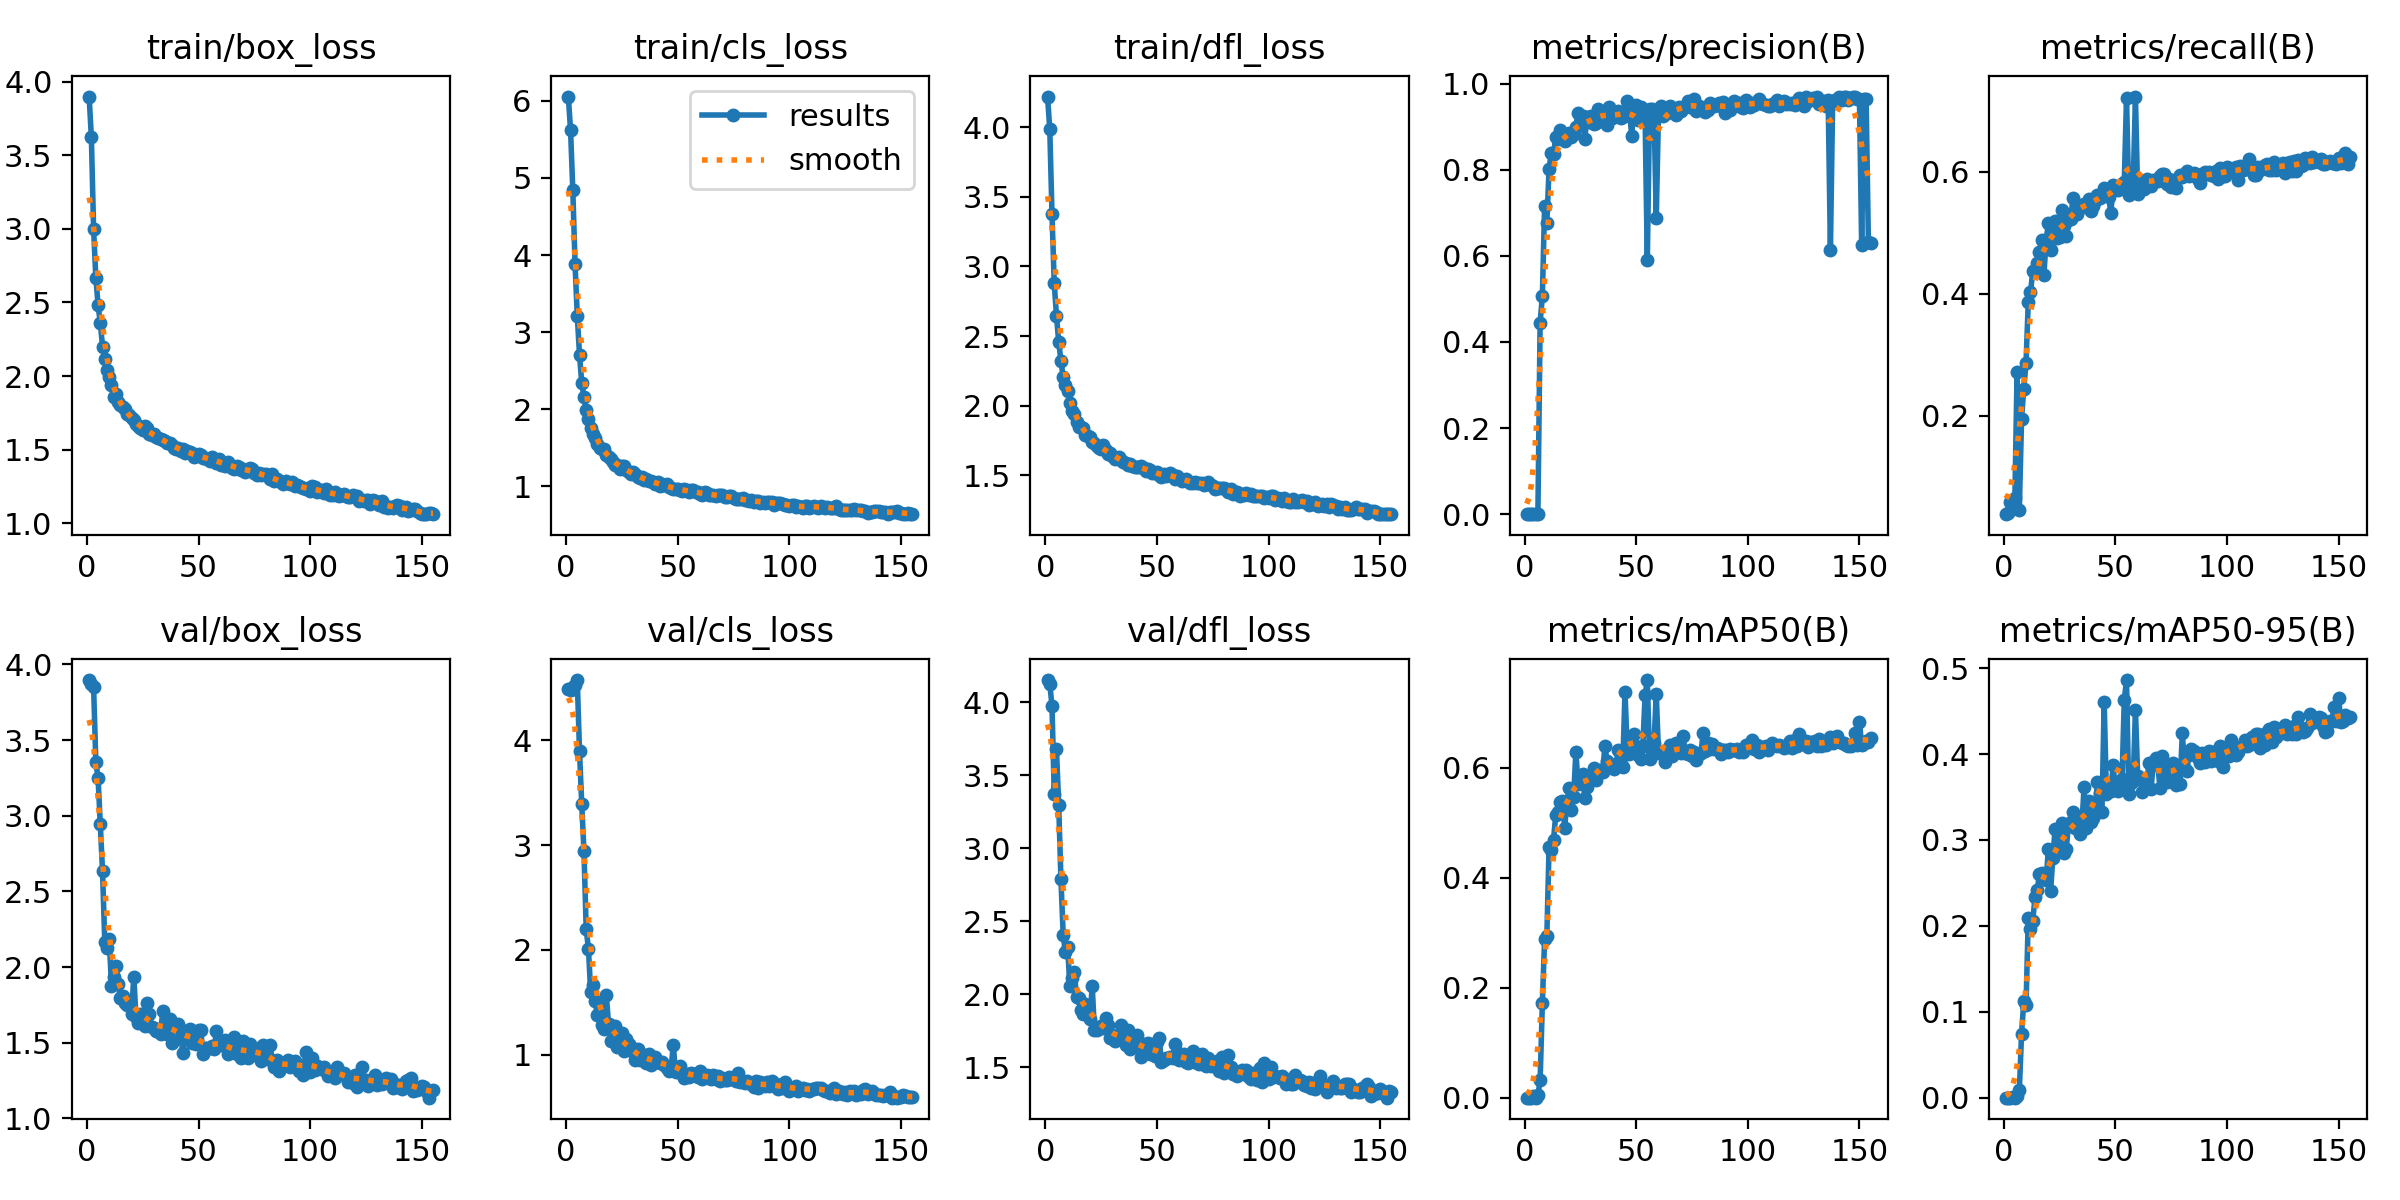 train/box_loss
4.0
3.5
3.0
2.5
2.0
1.5
1.0
0 50 100 150
train/cls_loss
results
smooth
6
5
4
3
2
1
0 50 100 150
train/dfl_loss
4.0
3.5
3.0
2.5
2.0
1.5
0 50 100 150
metrics/precision(B)
1.0
0.8
0.6
0.4
0.2
0.0
0 50 100 150
metrics/recall(B)
0.6
0.4
0.2
0 50 100 150
val/box_loss
4.0
3.5
3.0
2.5
2.0
1.5
1.0
0 50 100 150
val/cls_loss
4
3
2
1
0 50 100 150
val/dfl_loss
4.0
3.5
3.0
2.5
2.0
1.5
0 50 100 150
metrics/mAP50(B)
0.6
0.4
0.2
0.0
0 50 100 150
metrics/mAP50-95(B)
0.5
0.4
0.3
0.2
0.1
0.0
0 50 100 150